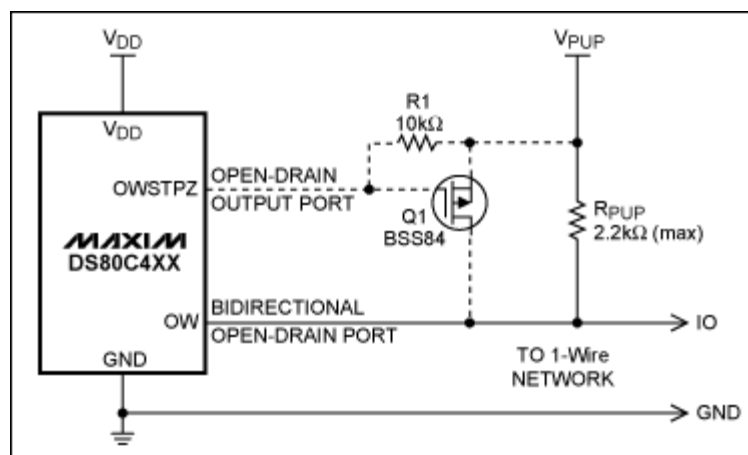 VDD
VPUP
VDD
R1
10kΩ
OWSTPZ
OPEN-DRAIN
OUTPUT PORT
Q1
BSS84
RPUP
2.2kΩ (max)
MAXIM
DS80C4XX
OW
BIDIRECTIONAL
OPEN-DRAIN PORT
IO
GND
TO 1-Wire
NETWORK
GND